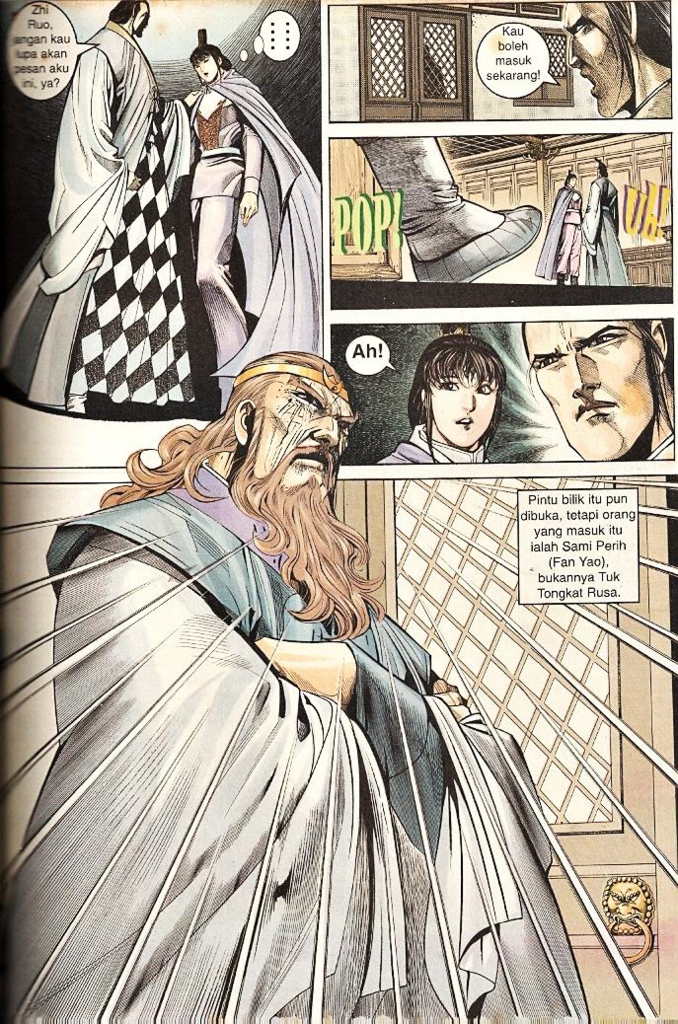 Zhi
Ruo,
angan kau
lupa akan
pesan aku
ini, ya?
Kau
boleh
masuk
sekarang!
POP!
UH!
Ah!
Pintu bilik itu pun
dibuka, tetapi orang
yang masuk itu
ialah Sami Perih
(Fan Yao),
bukannya Tuk
Tongkat Rusa.